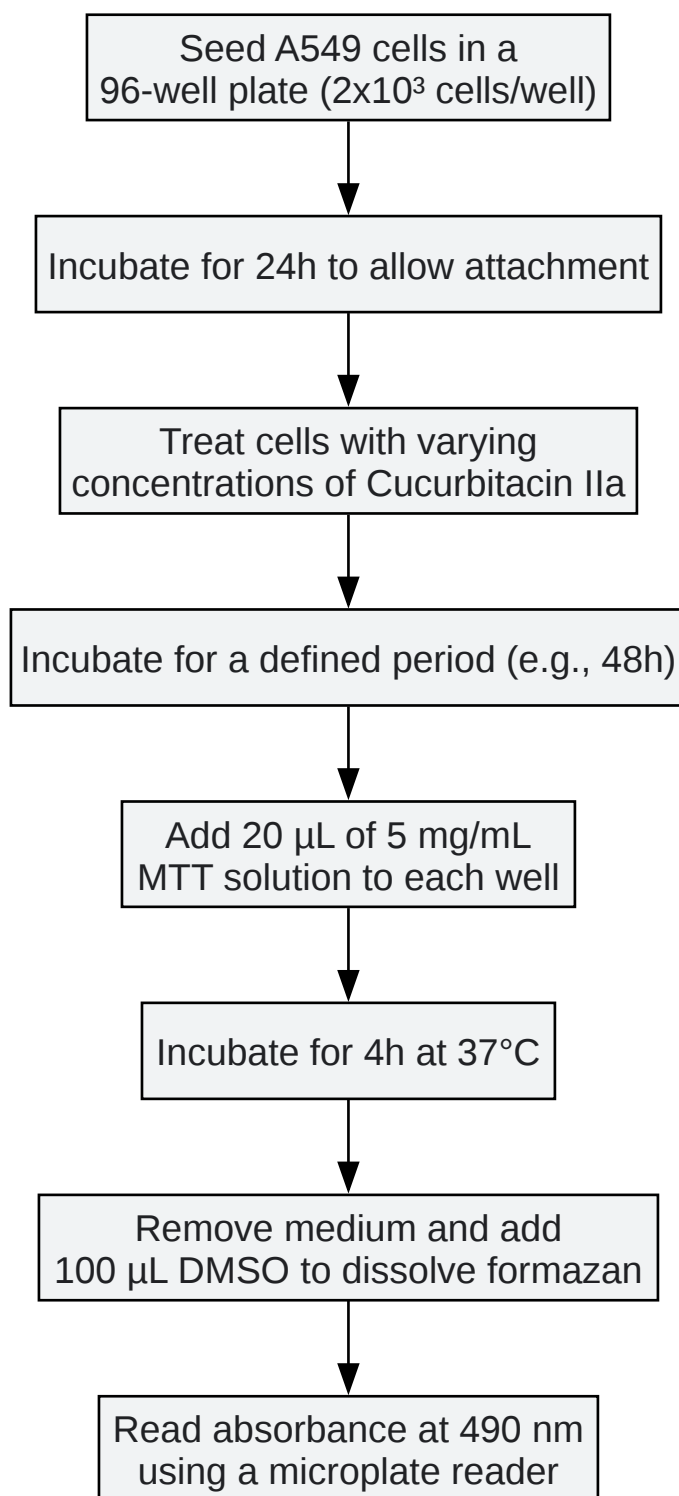 Seed A549 cells in a
96-well plate (2x10³ cells/well)
Incubate for 24h to allow attachment
Treat cells with varying
concentrations of Cucurbitacin IIa
Incubate for a defined period (e.g., 48h)
Add 20 µL of 5 mg/mL
MTT solution to each well
Incubate for 4h at 37°C
Remove medium and add
100 µL DMSO to dissolve formazan
Read absorbance at 490 nm
using a microplate reader